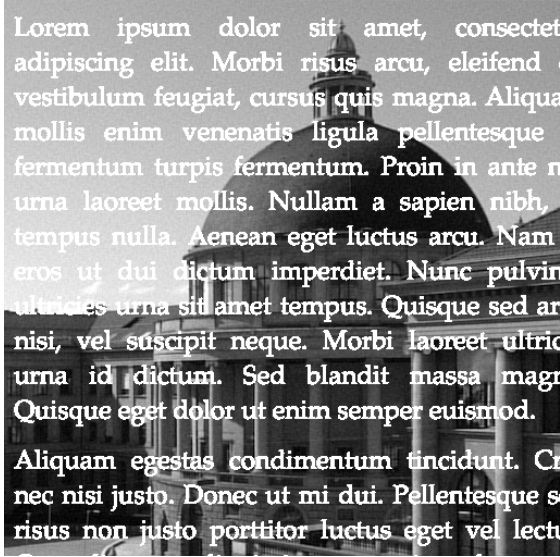 Lorem ipsum dolor sit amet, consectet
adipiscing elit. Morbi risus arcu, eleifend
vestibulum feugiat, cursus quis magna. Aliqua
mollis enim venenatis ligula pellentesque
fermentum turpis fermentum. Proin in ante n
urna laoreet mollis. Nullam a sapien nibh,
tempus nulla. Aenean eget luctus arcu. Nam
eros ut dui dictum imperdiet. Nunc pulvin
ultricies urna sit amet tempus. Quisque sed ar
nisi, vel suscipit neque. Morbi laoreet ultric
urna id dictum. Sed blandit massa magn
Quisque eget dolor ut enim semper euismod.
Aliquam egestas condimentum tincidunt. Cr
nec nisi justo. Donec ut mi dui. Pellentesque s
risus non justo porttitor luctus eget vel lectu